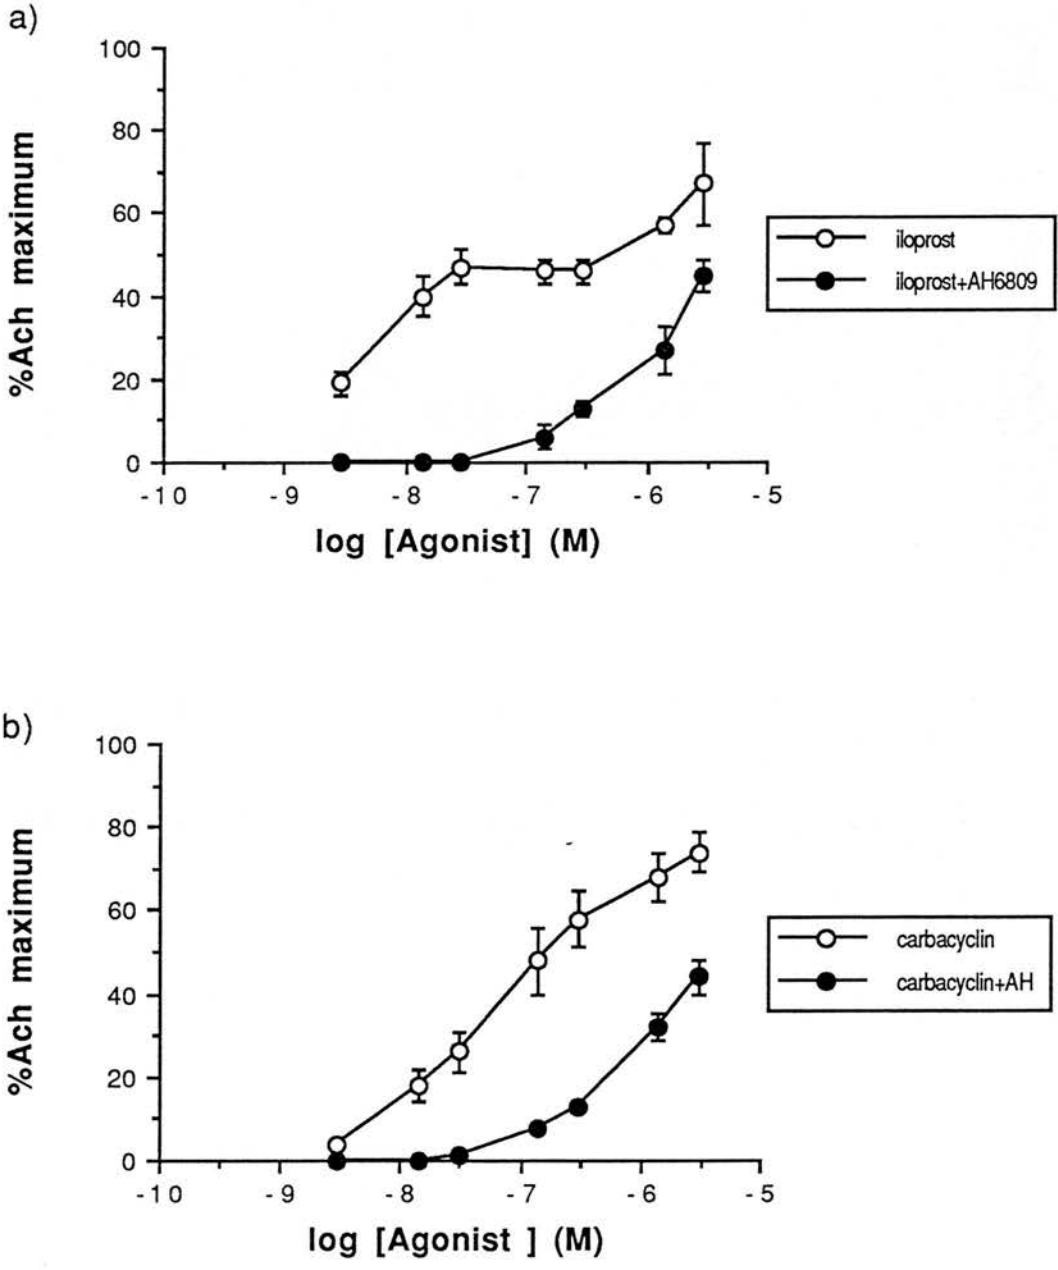 a)
100
80
60
40
20
0
%Ach maximum
-10 -9 -8 -7 -6 -5
log [Agonist] (M)
iloprost
iloprost+AH6809
b)
100
80
60
40
20
0
%Ach maximum
-10 -9 -8 -7 -6 -5
log [Agonist ] (M)
carbacyclin
carbacyclin+AH